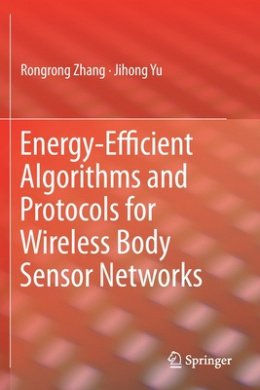 Rongrong Zhang · Jihong Yu
Energy-Efficient
Algorithms and
Protocols for
Wireless Body
Sensor Networks
Springer